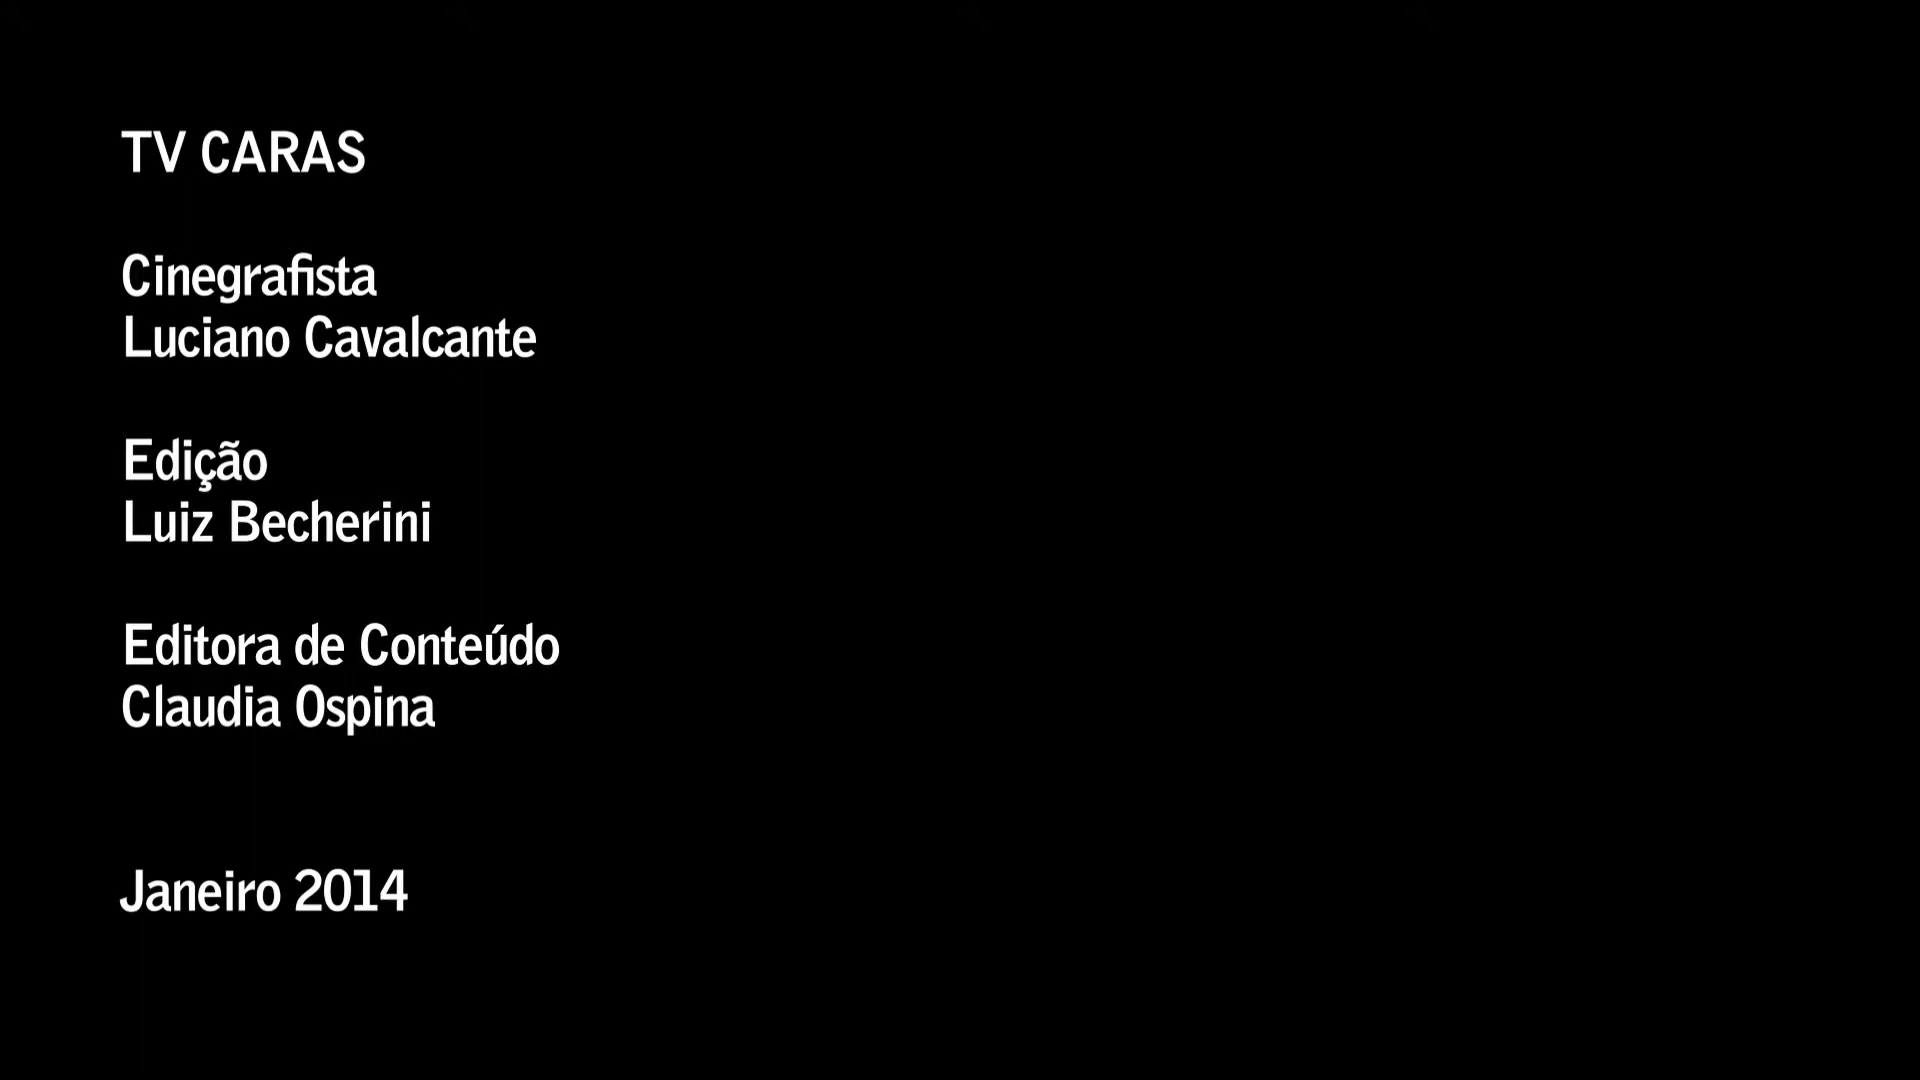 TV CARAS
Cinegrafista
Luciano Cavalcante
Edição
Luiz Becherini
Editora de Conteúdo
Claudia Ospina
Janeiro 2014